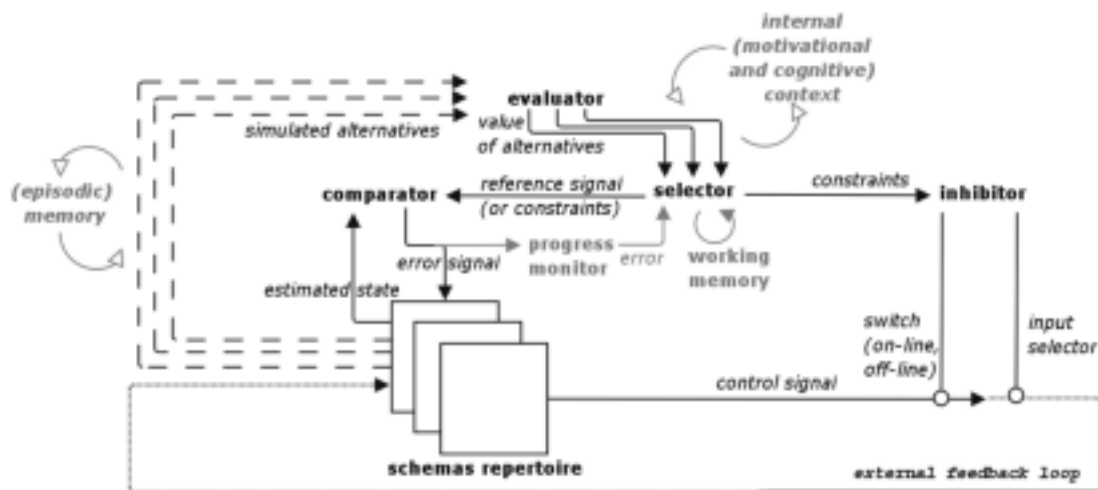 internal
(motivational
and cognitive)
context
evaluator
simulated alternatives
value
of alternatives
(episodic)
memory
comparator
reference signal
(or constraints)
selector
constraints
inhibitor
error signal
progress
monitor
error
working
memory
estimated state
switch
(on-line,
off-line)
input
selector
control signal
schemas repertoire
external feedback loop